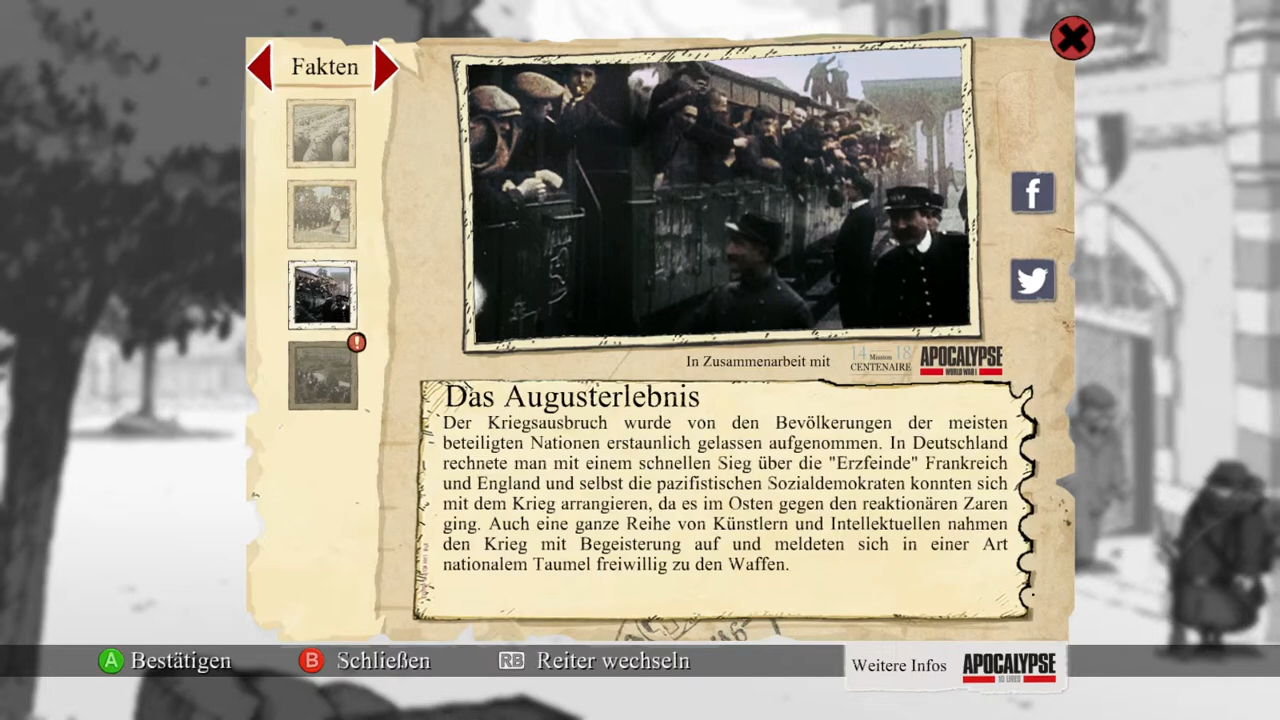 Fakten
In Zusammenarbeit mit
14 Mission 18
CENTENAIRE
APOCALYPSE
WORLD WAR I
Das Augusterlebnis
Der Kriegsausbruch wurde von den Bevölkerungen der meisten
beteiligten Nationen erstaunlich gelassen aufgenommen. In Deutschland
rechnete man mit einem schnellen Sieg über die "Erzfeinde" Frankreich
und England und selbst die pazifistischen Sozialdemokraten konnten sich
mit dem Krieg arrangieren, da es im Osten gegen den reaktionären Zaren
ging. Auch eine ganze Reihe von Künstlern und Intellektuellen nahmen
den Krieg mit Begeisterung auf und meldeten sich in einer Art
nationalem Taumel freiwillig zu den Waffen.
A Bestätigen
B Schließen
RB Reiter wechseln
Weitere Infos
APOCALYPSE
10 LIVES